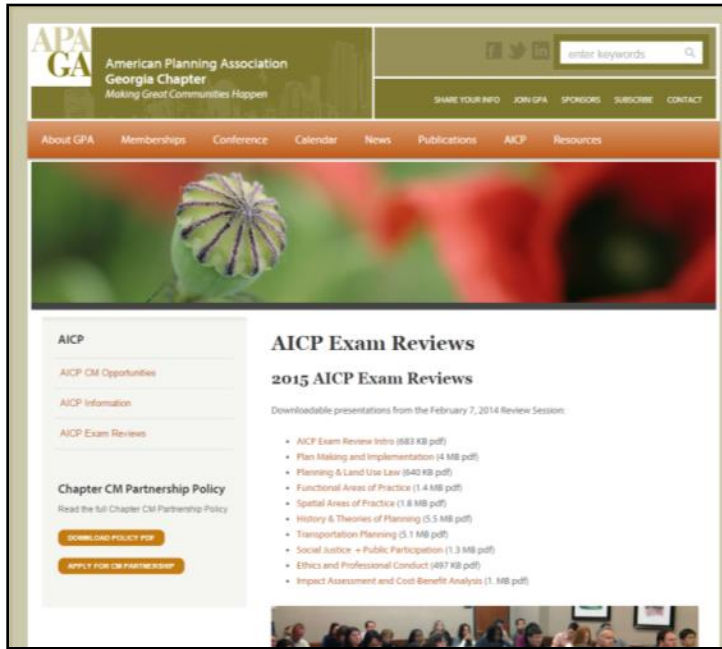 APA
GA
American Planning Association
Georgia Chapter
Making Great Communities Happen
enter keywords
SHARE YOUR INFO JOIN GPA SPONSORS SUBSCRIBE CONTACT
About GPA Memberships Conference Calendar News Publications AICP Resources
AICP
AICP CM Opportunities
AICP Information
AICP Exam Reviews
Chapter CM Partnership Policy
Read the full Chapter CM Partnership Policy
DOWNLOAD POLICY PDF
APPLY FOR CM PARTNERSHIP
AICP Exam Reviews
2015 AICP Exam Reviews
Downloadable presentations from the February 7, 2014 Review Session:
• AICP Exam Review Intro (683 KB pdf)
• Plan Making and Implementation (4 MB pdf)
• Planning & Land Use Law (640 KB pdf)
• Functional Areas of Practice (1.4 MB pdf)
• Spatial Areas of Practice (1.8 MB pdf)
• History & Theories of Planning (5.5 MB pdf)
• Transportation Planning (5.1 MB pdf)
• Social Justice + Public Participation (1.3 MB pdf)
• Ethics and Professional Conduct (497 KB pdf)
• Impact Assessment and Cost-Benefit Analysis (1. MB pdf)